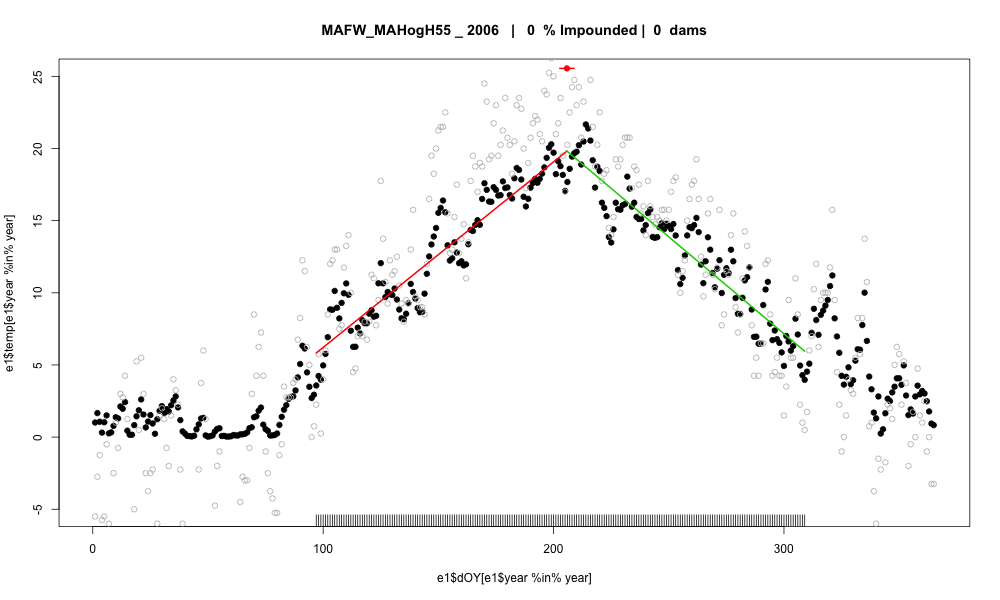 MAFW_MAHogH55 _ 2006 | 0 % Impounded | 0 dams
e1$temp[e1$year %in% year]
25
20
15
10
5
0
-5
0 100 200 300
e1$dOY[e1$year %in% year]